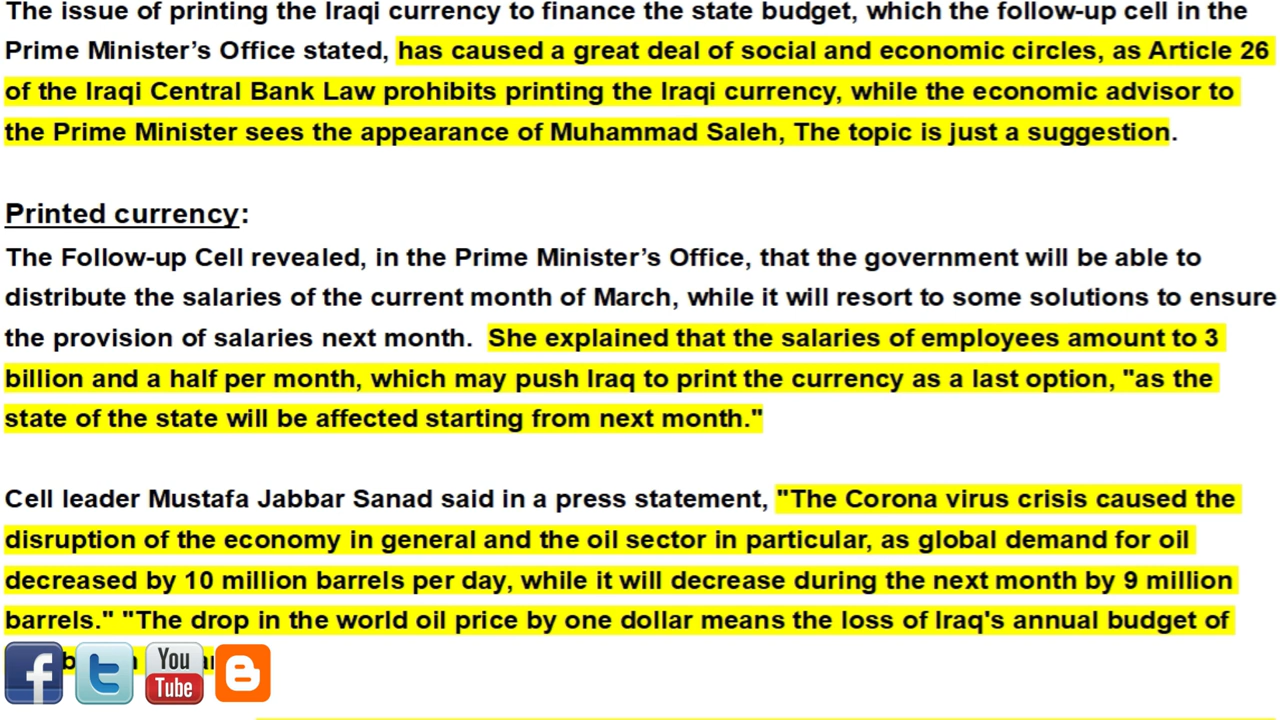 The issue of printing the Iraqi currency to finance the state budget, which the follow-up cell in the
Prime Minister’s Office stated, has caused a great deal of social and economic circles, as Article 26
of the Iraqi Central Bank Law prohibits printing the Iraqi currency, while the economic advisor to
the Prime Minister sees the appearance of Muhammad Saleh, The topic is just a suggestion.
Printed currency:
The Follow-up Cell revealed, in the Prime Minister’s Office, that the government will be able to
distribute the salaries of the current month of March, while it will resort to some solutions to ensure
the provision of salaries next month. She explained that the salaries of employees amount to 3
billion and a half per month, which may push Iraq to print the currency as a last option, "as the
state of the state will be affected starting from next month."
Cell leader Mustafa Jabbar Sanad said in a press statement, "The Corona virus crisis caused the
disruption of the economy in general and the oil sector in particular, as global demand for oil
decreased by 10 million barrels per day, while it will decrease during the next month by 9 million
barrels." "The drop in the world oil price by one dollar means the loss of Iraq's annual budget of
You
Tube